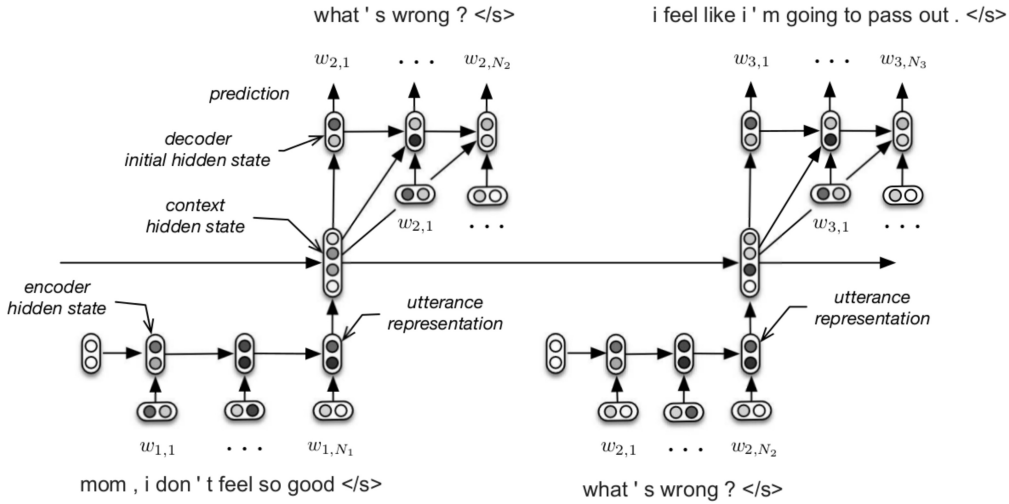 what ' s wrong ? </s>
i feel like i ' m going to pass out . </s>
w2,1 · · · w2,N2
w3,1 · · · w3,N3
prediction
decoder
initial hidden state
context
hidden state
w2,1 · · ·
w3,1 · · ·
encoder
hidden state
utterance
representation
utterance
representation
w1,1 · · · w1,N1
w2,1 · · · w2,N2
mom , i don ' t feel so good </s>
what ' s wrong ? </s>